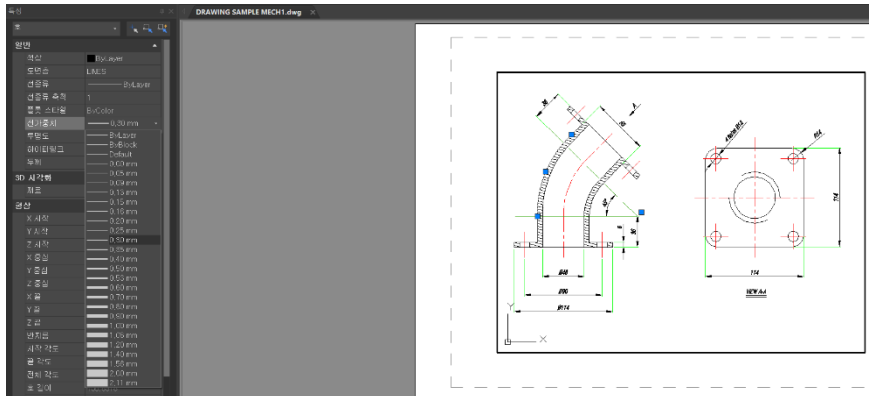 특성
DRAWING SAMPLE MECH1.dwg
호
일반
색상 ByLayer
도면층 LINES
선종류 ByLayer
선종류 축척 1
플롯 스타일 ByColor
선가중치 0,30 mm
투명도 ByLayer
하이퍼링크 ByBlock
두께 Default
0,00 mm
0,05 mm
0,09 mm
3D 시각화
0,13 mm
재료 0,15 mm
0,18 mm
형상
0,20 mm
X 시작 0,25 mm
Y 시작 0,30 mm
Z 시작 0,35 mm
X 중심 0,40 mm
Y 중심 0,50 mm
Z 중심 0,53 mm
0,60 mm
X 끝 0,70 mm
Y 끝 0,80 mm
0,90 mm
Z 끝 1,00 mm
반지름 1,06 mm
시작 각도 1,20 mm
끝 각도 1,40 mm
1,58 mm
전체 각도 2,00 mm
호 길이 2,11 mm
A
114
114
Ø48
Ø90
Ø114
VIEW A-A
Y
X